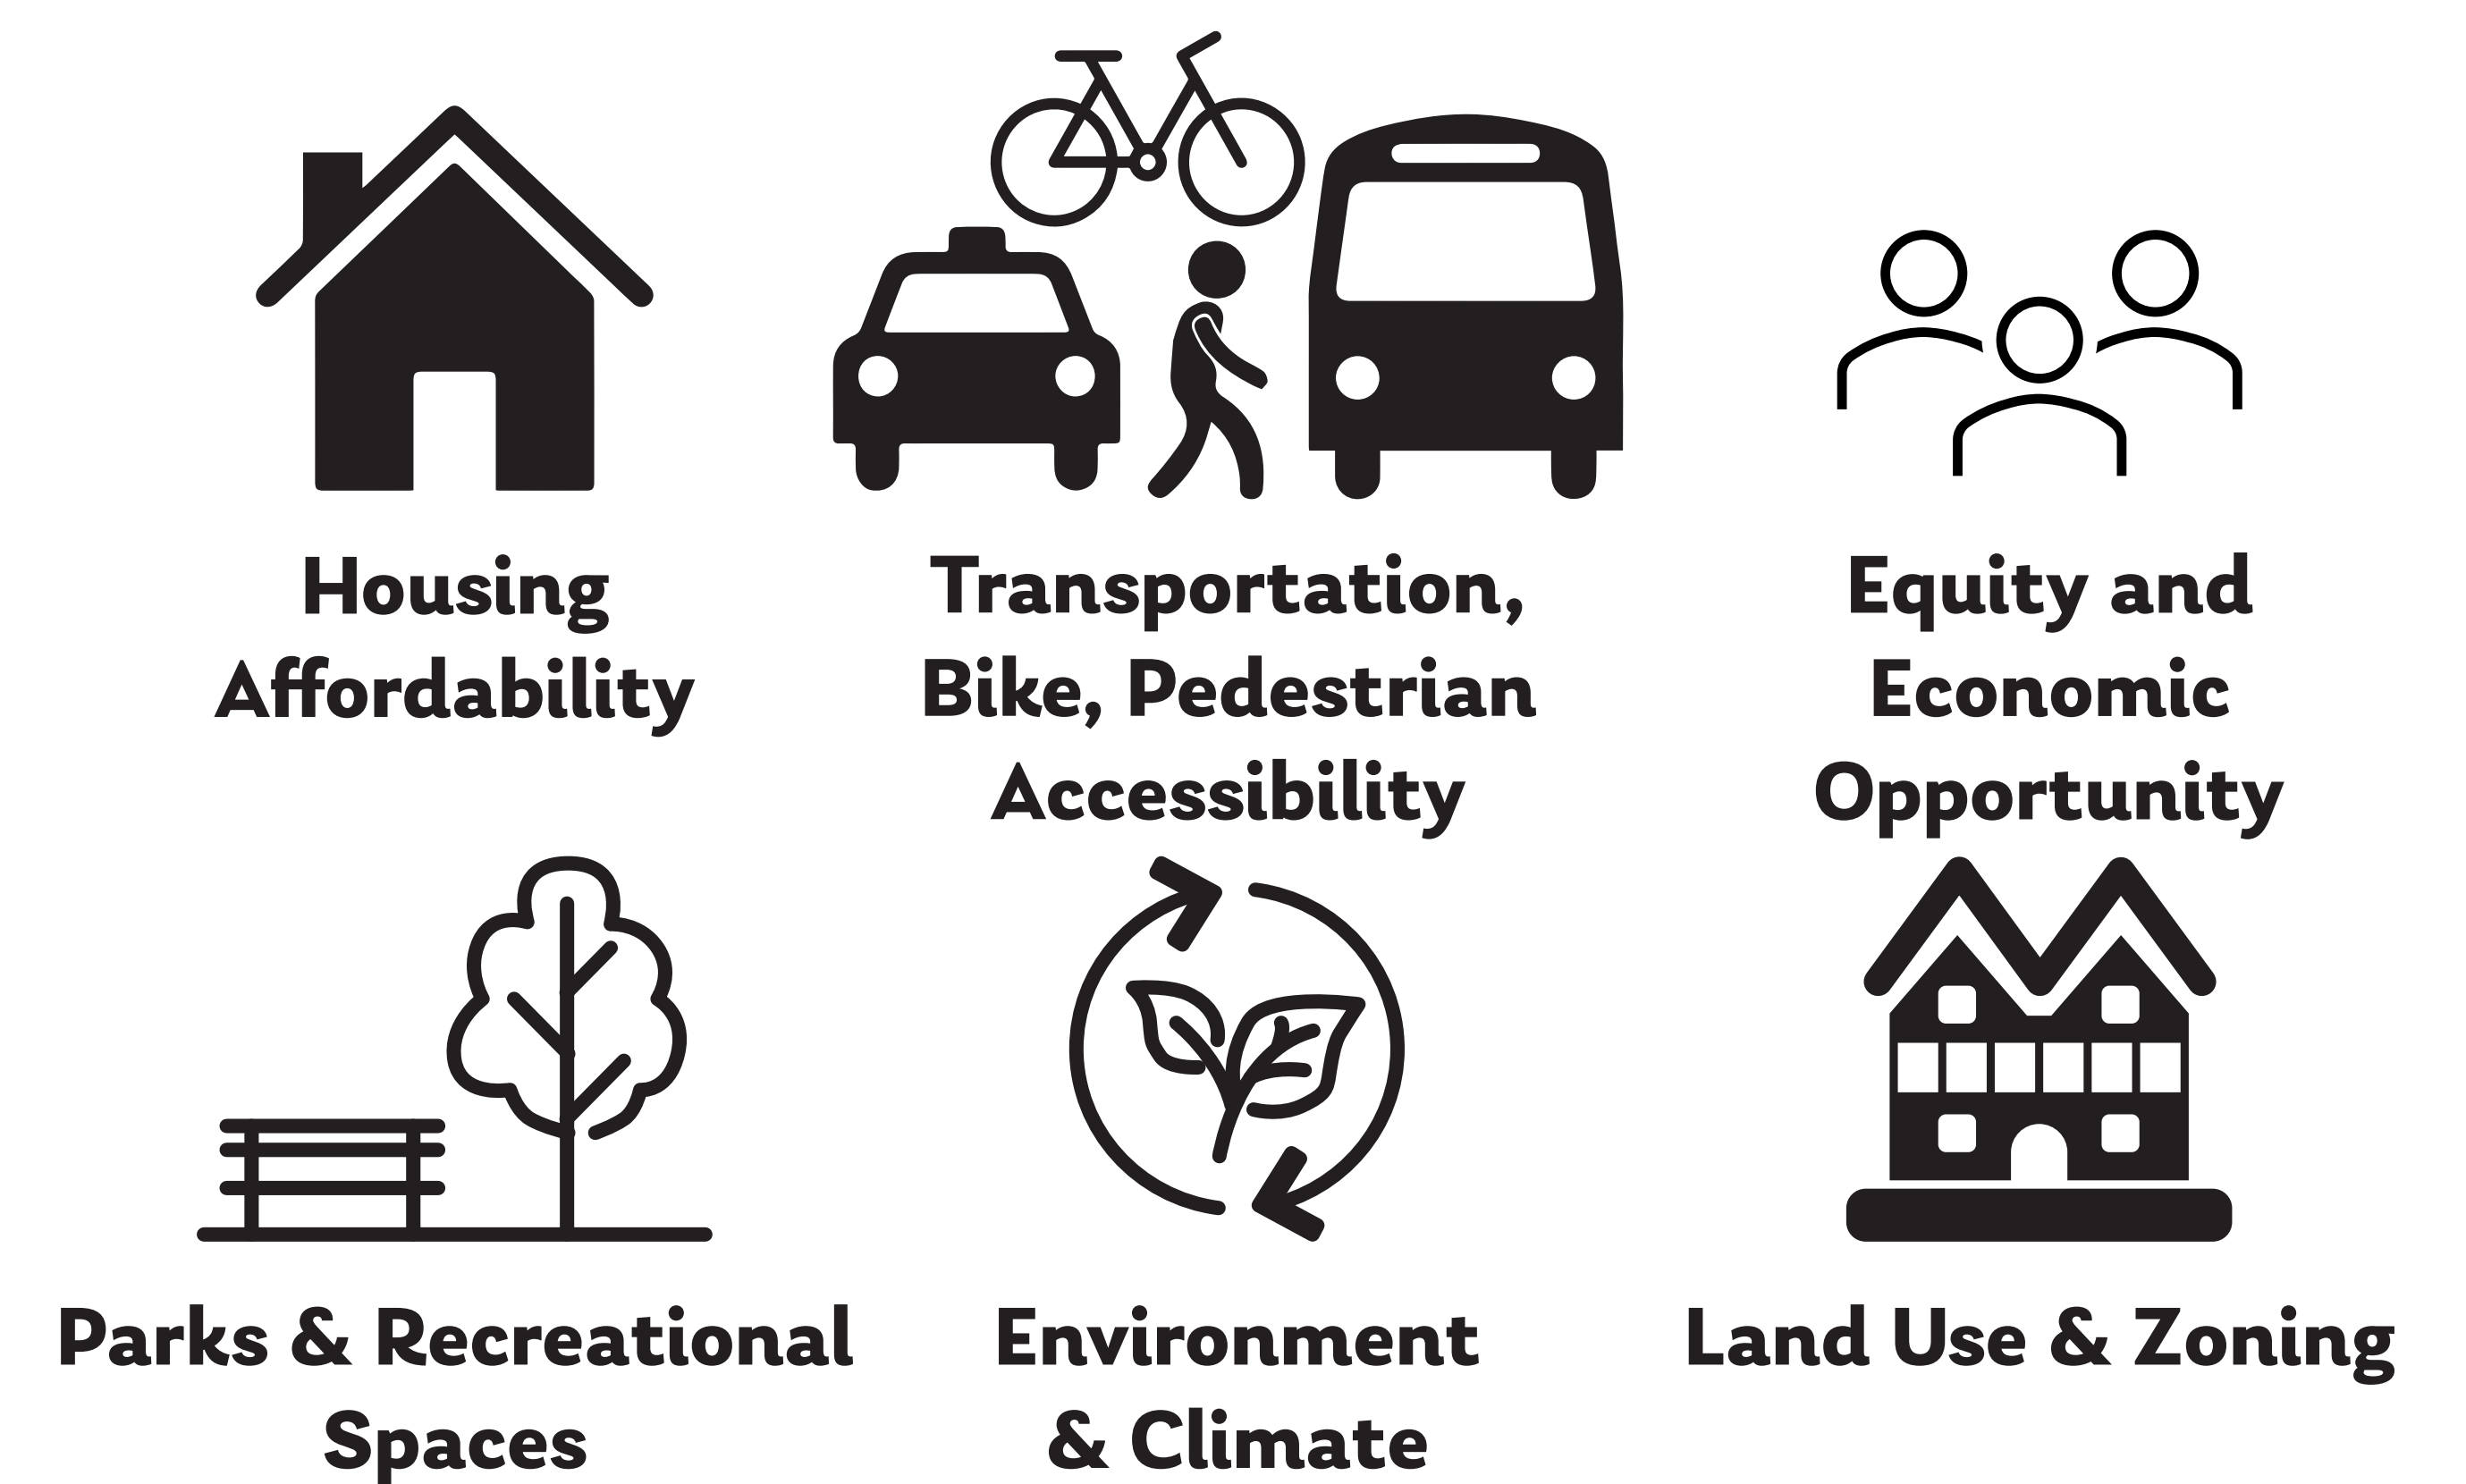 Housing
Affordability
Transportation,
Bike, Pedestrian
Accessibility
Equity and
Economic
Opportunity
Parks & Recreational
Spaces
Environment
& Climate
Land Use & Zoning